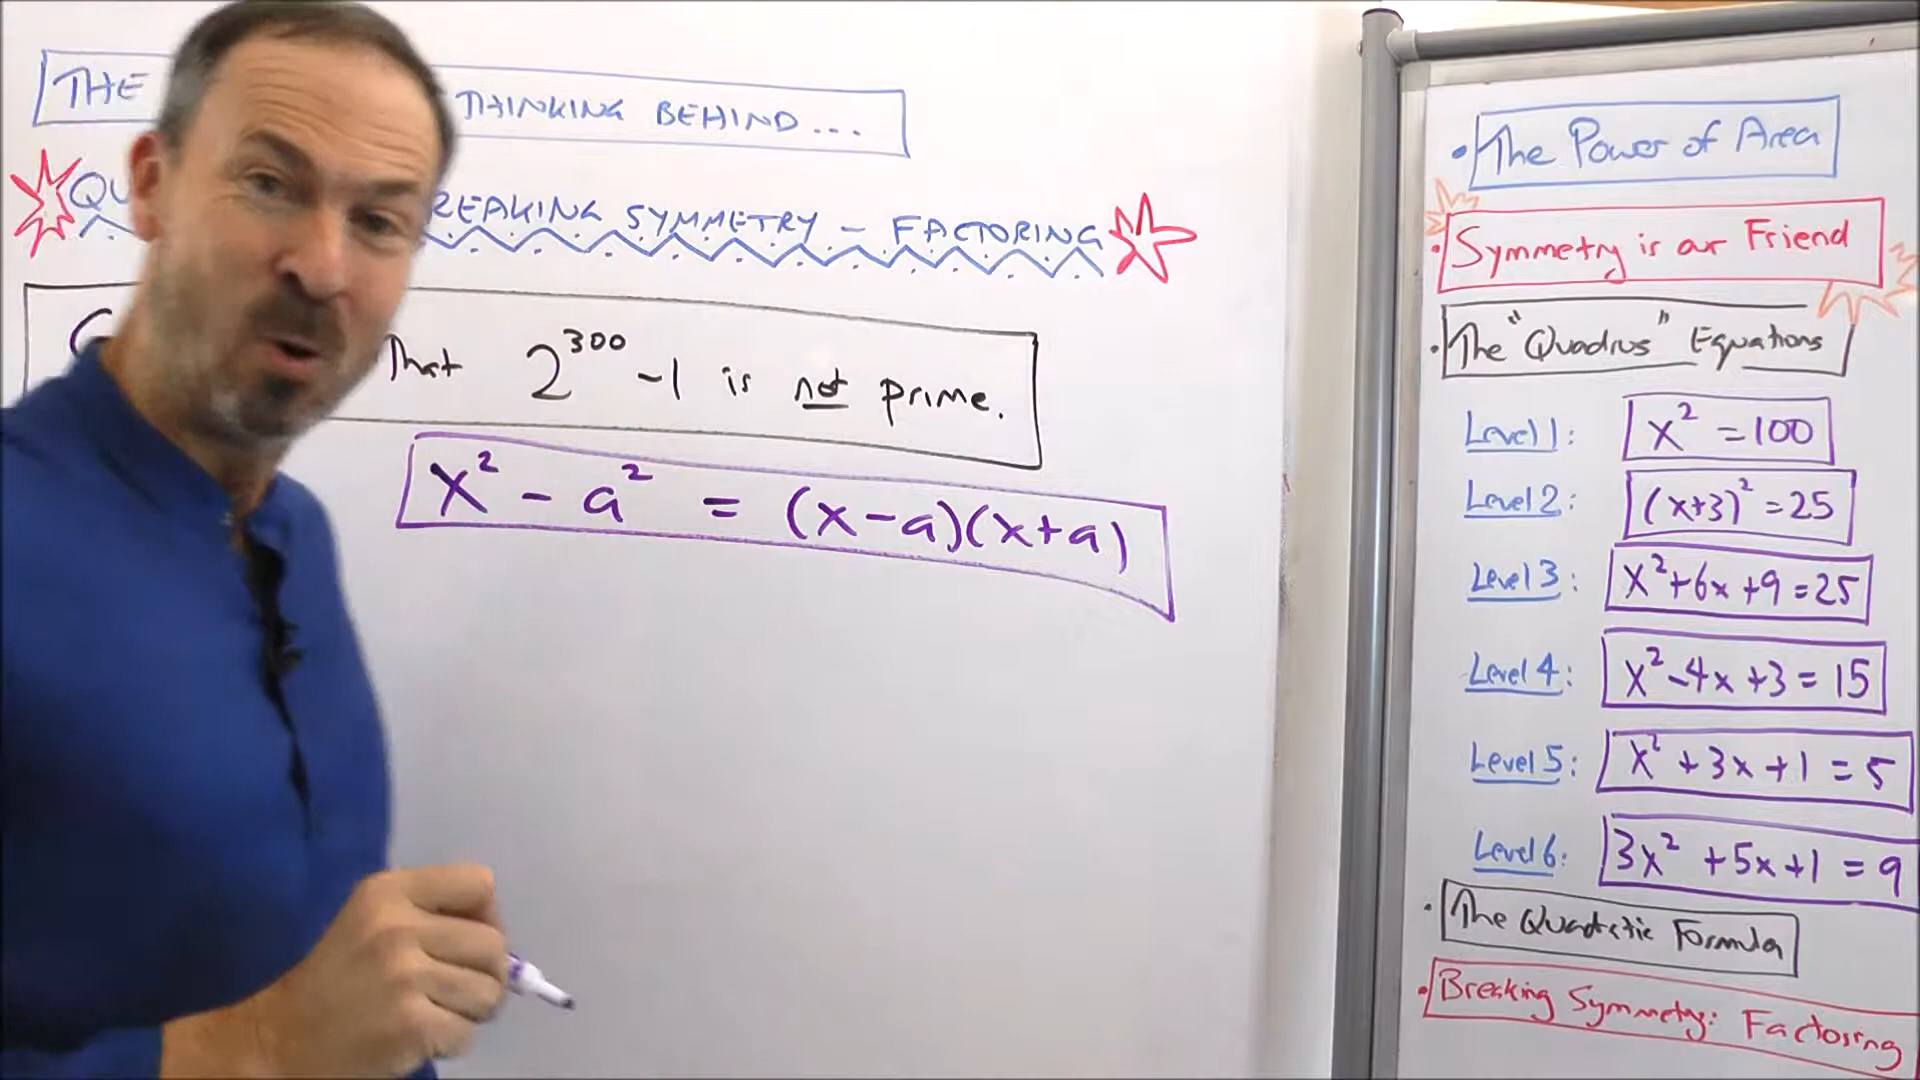 THE THINKING BEHIND...
QU REAKING SYMMETRY – FACTORING
That 2³⁰⁰ -1 is not prime.
x² - a² = (x-a)(x+a)
• The Power of Area
• Symmetry is our Friend
• The "Quadrus" Equations
Level 1: x² = 100
Level 2: (x+3)² = 25
Level 3: x²+6x+9=25
Level 4: x²-4x+3=15
Level 5: x²+3x+1=5
Level 6: 3x²+5x+1=9
• The Quadratic Formula
• Breaking Symmetry: Factoring